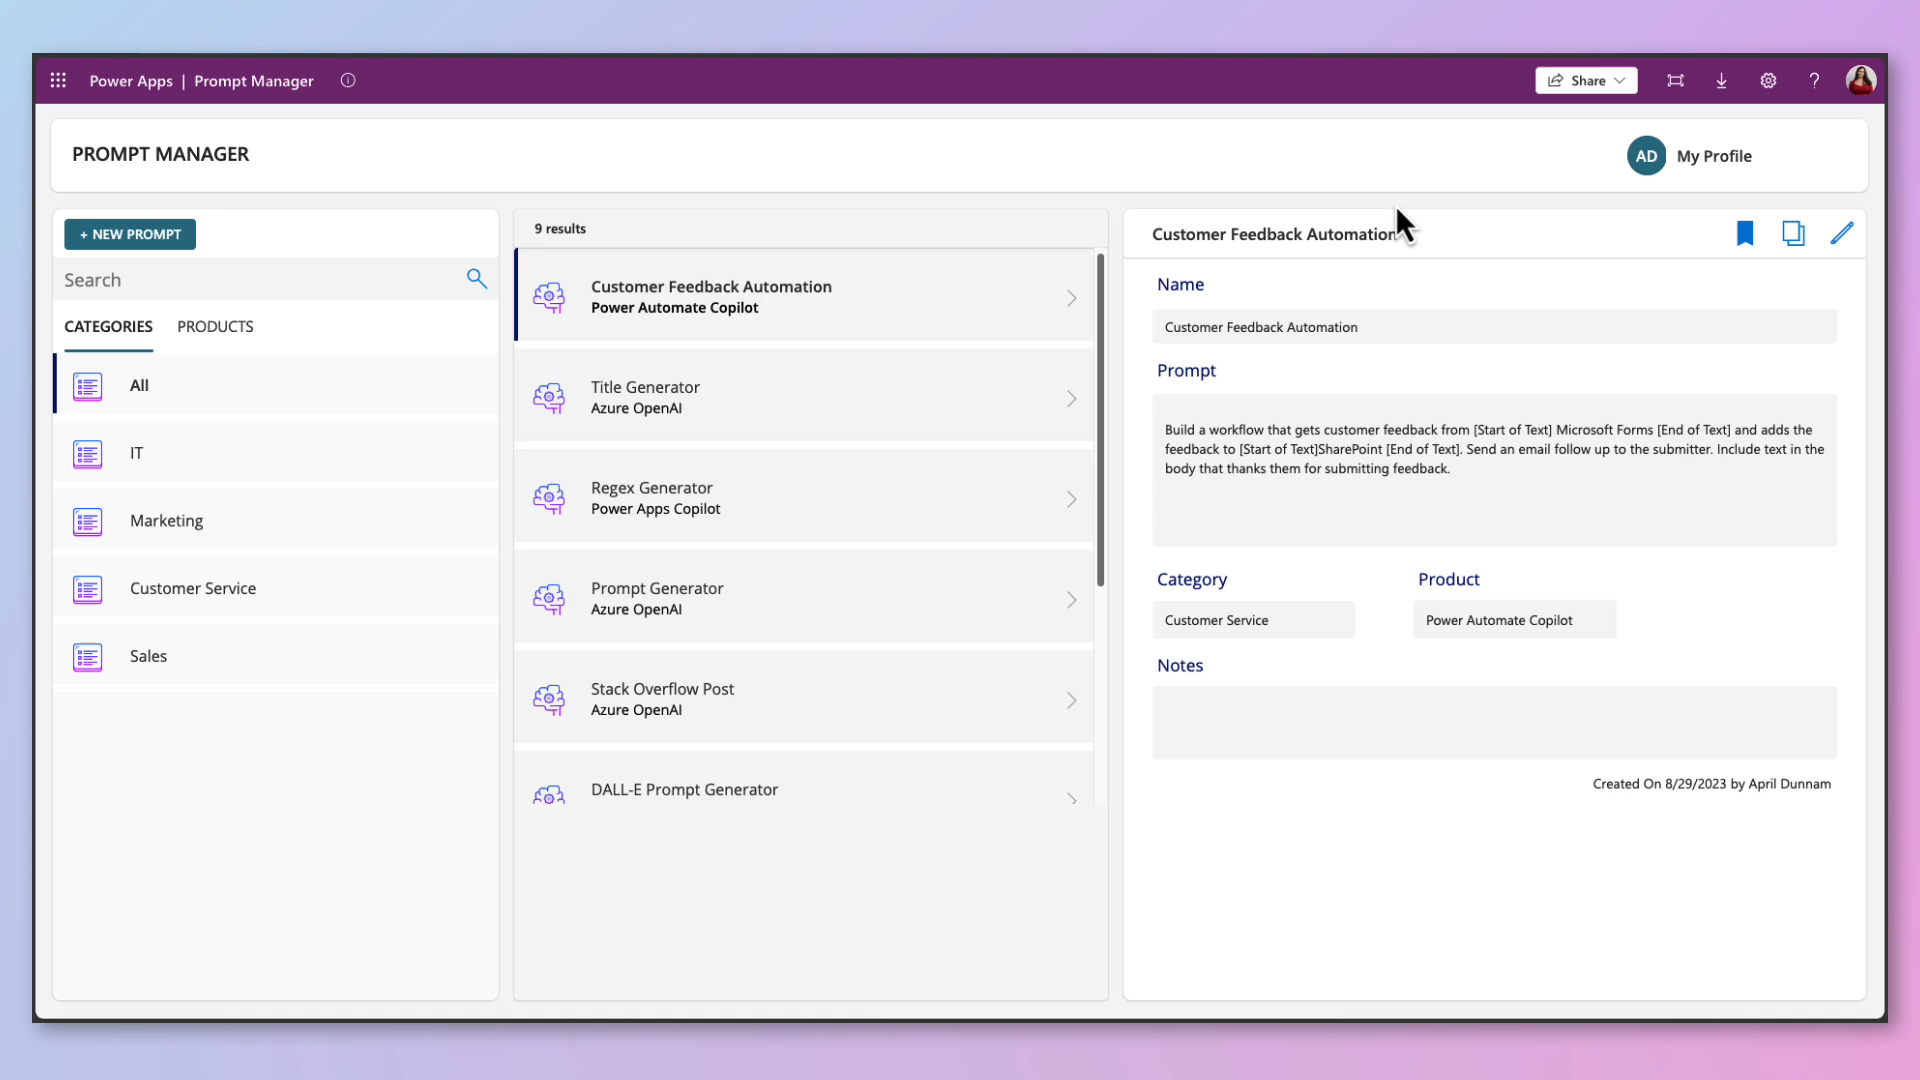 Power Apps | Prompt Manager
Share
?
PROMPT MANAGER
AD My Profile
+ NEW PROMPT
Search
CATEGORIES PRODUCTS
All
IT
Marketing
Customer Service
Sales
9 results
Customer Feedback Automation
Power Automate Copilot
Title Generator
Azure OpenAI
Regex Generator
Power Apps Copilot
Prompt Generator
Azure OpenAI
Stack Overflow Post
Azure OpenAI
DALL-E Prompt Generator
Customer Feedback Automation
Name
Customer Feedback Automation
Prompt
Build a workflow that gets customer feedback from [Start of Text] Microsoft Forms [End of Text] and adds the
feedback to [Start of Text]SharePoint [End of Text]. Send an email follow up to the submitter. Include text in the
body that thanks them for submitting feedback.
Category Product
Customer Service Power Automate Copilot
Notes
Created On 8/29/2023 by April Dunnam